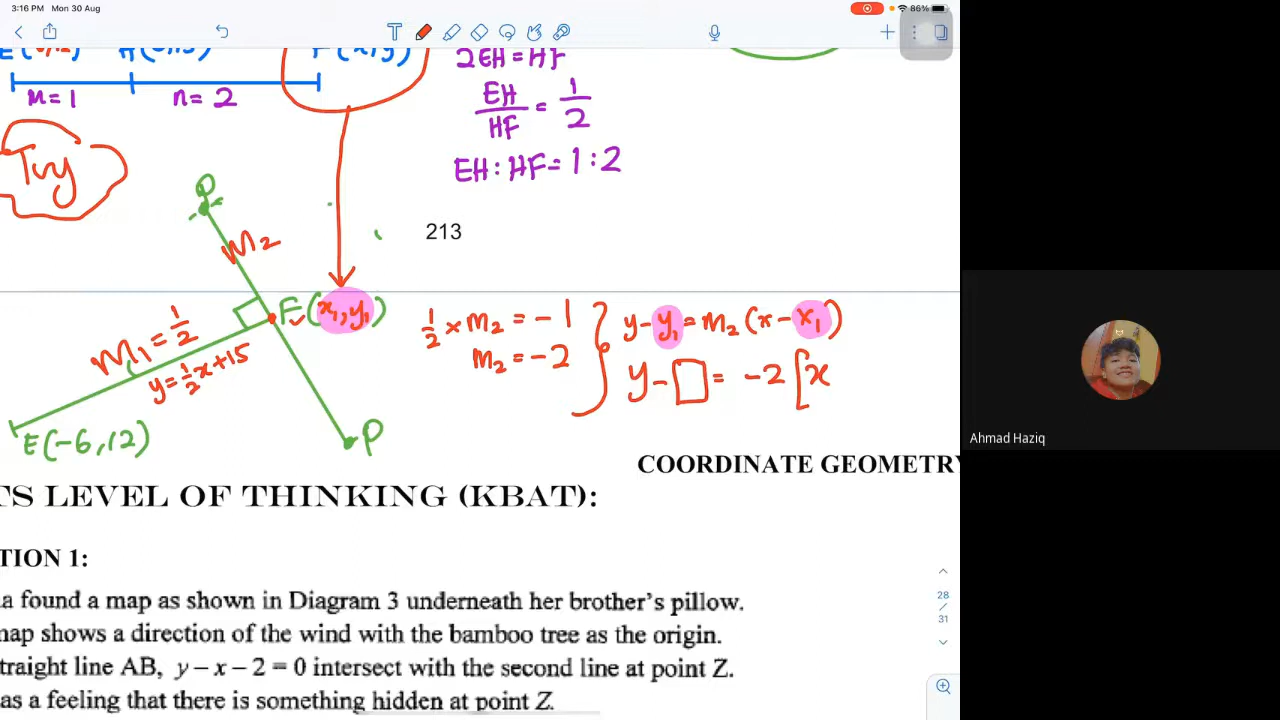 3:16 PM Mon 30 Aug
86%
E(-6,12) H(0,15) F(x,y)
m=1 n=2
2EH=HF
EH/HF = 1/2
EH:HF=1:2
Try
213
m2
F(x1,y1)
m1=1/2
y=1/2x+15
E(-6,12)
P
1/2 × m2 = -1
m2 = -2
y-y1=m2(x-x1)
y-□= -2[x
COORDINATE GEOMETRY
TS LEVEL OF THINKING (KBAT):
TION 1:
a found a map as shown in Diagram 3 underneath her brother's pillow.
map shows a direction of the wind with the bamboo tree as the origin.
traight line AB, y – x – 2 = 0 intersect with the second line at point Z.
as a feeling that there is something hidden at point Z.
28
/
31
Ahmad Haziq